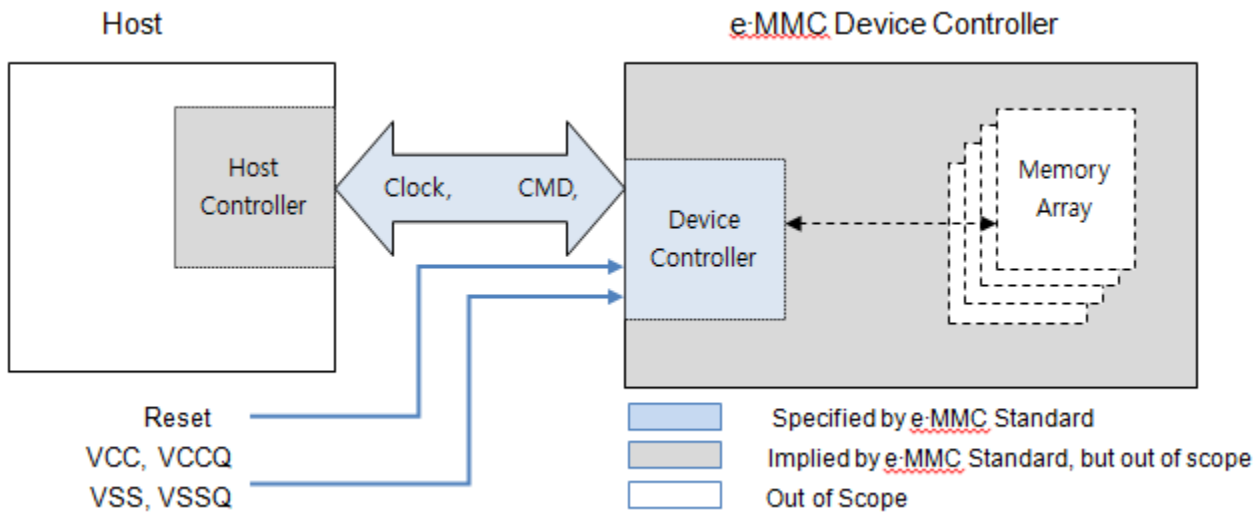 Host
e·MMC Device Controller
Host
Controller
Clock, CMD,
Device
Controller
Memory
Array
Reset
VCC, VCCQ
VSS, VSSQ
Specified by e·MMC Standard
Implied by e·MMC Standard, but out of scope
Out of Scope